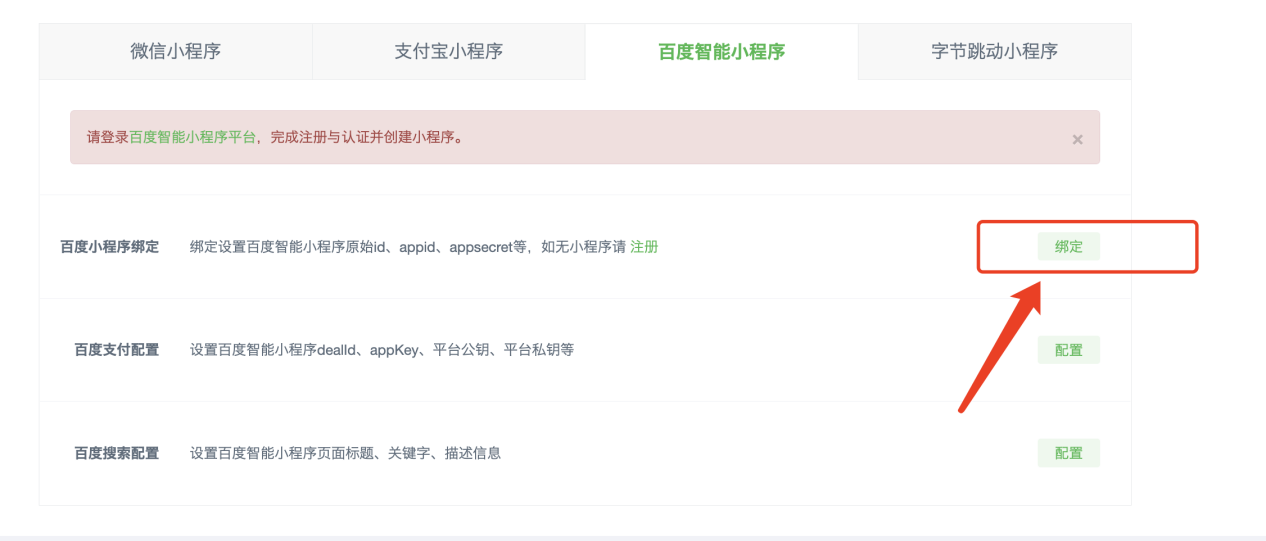 微信小程序
支付宝小程序
百度智能小程序
字节跳动小程序
请登录百度智能小程序平台，完成注册与认证并创建小程序。
×
百度小程序绑定
绑定设置百度智能小程序原始id、appid、appsecret等，如无小程序请 注册
绑定
百度支付配置
设置百度智能小程序dealId、appKey、平台公钥、平台私钥等
配置
百度搜索配置
设置百度智能小程序页面标题、关键字、描述信息
配置